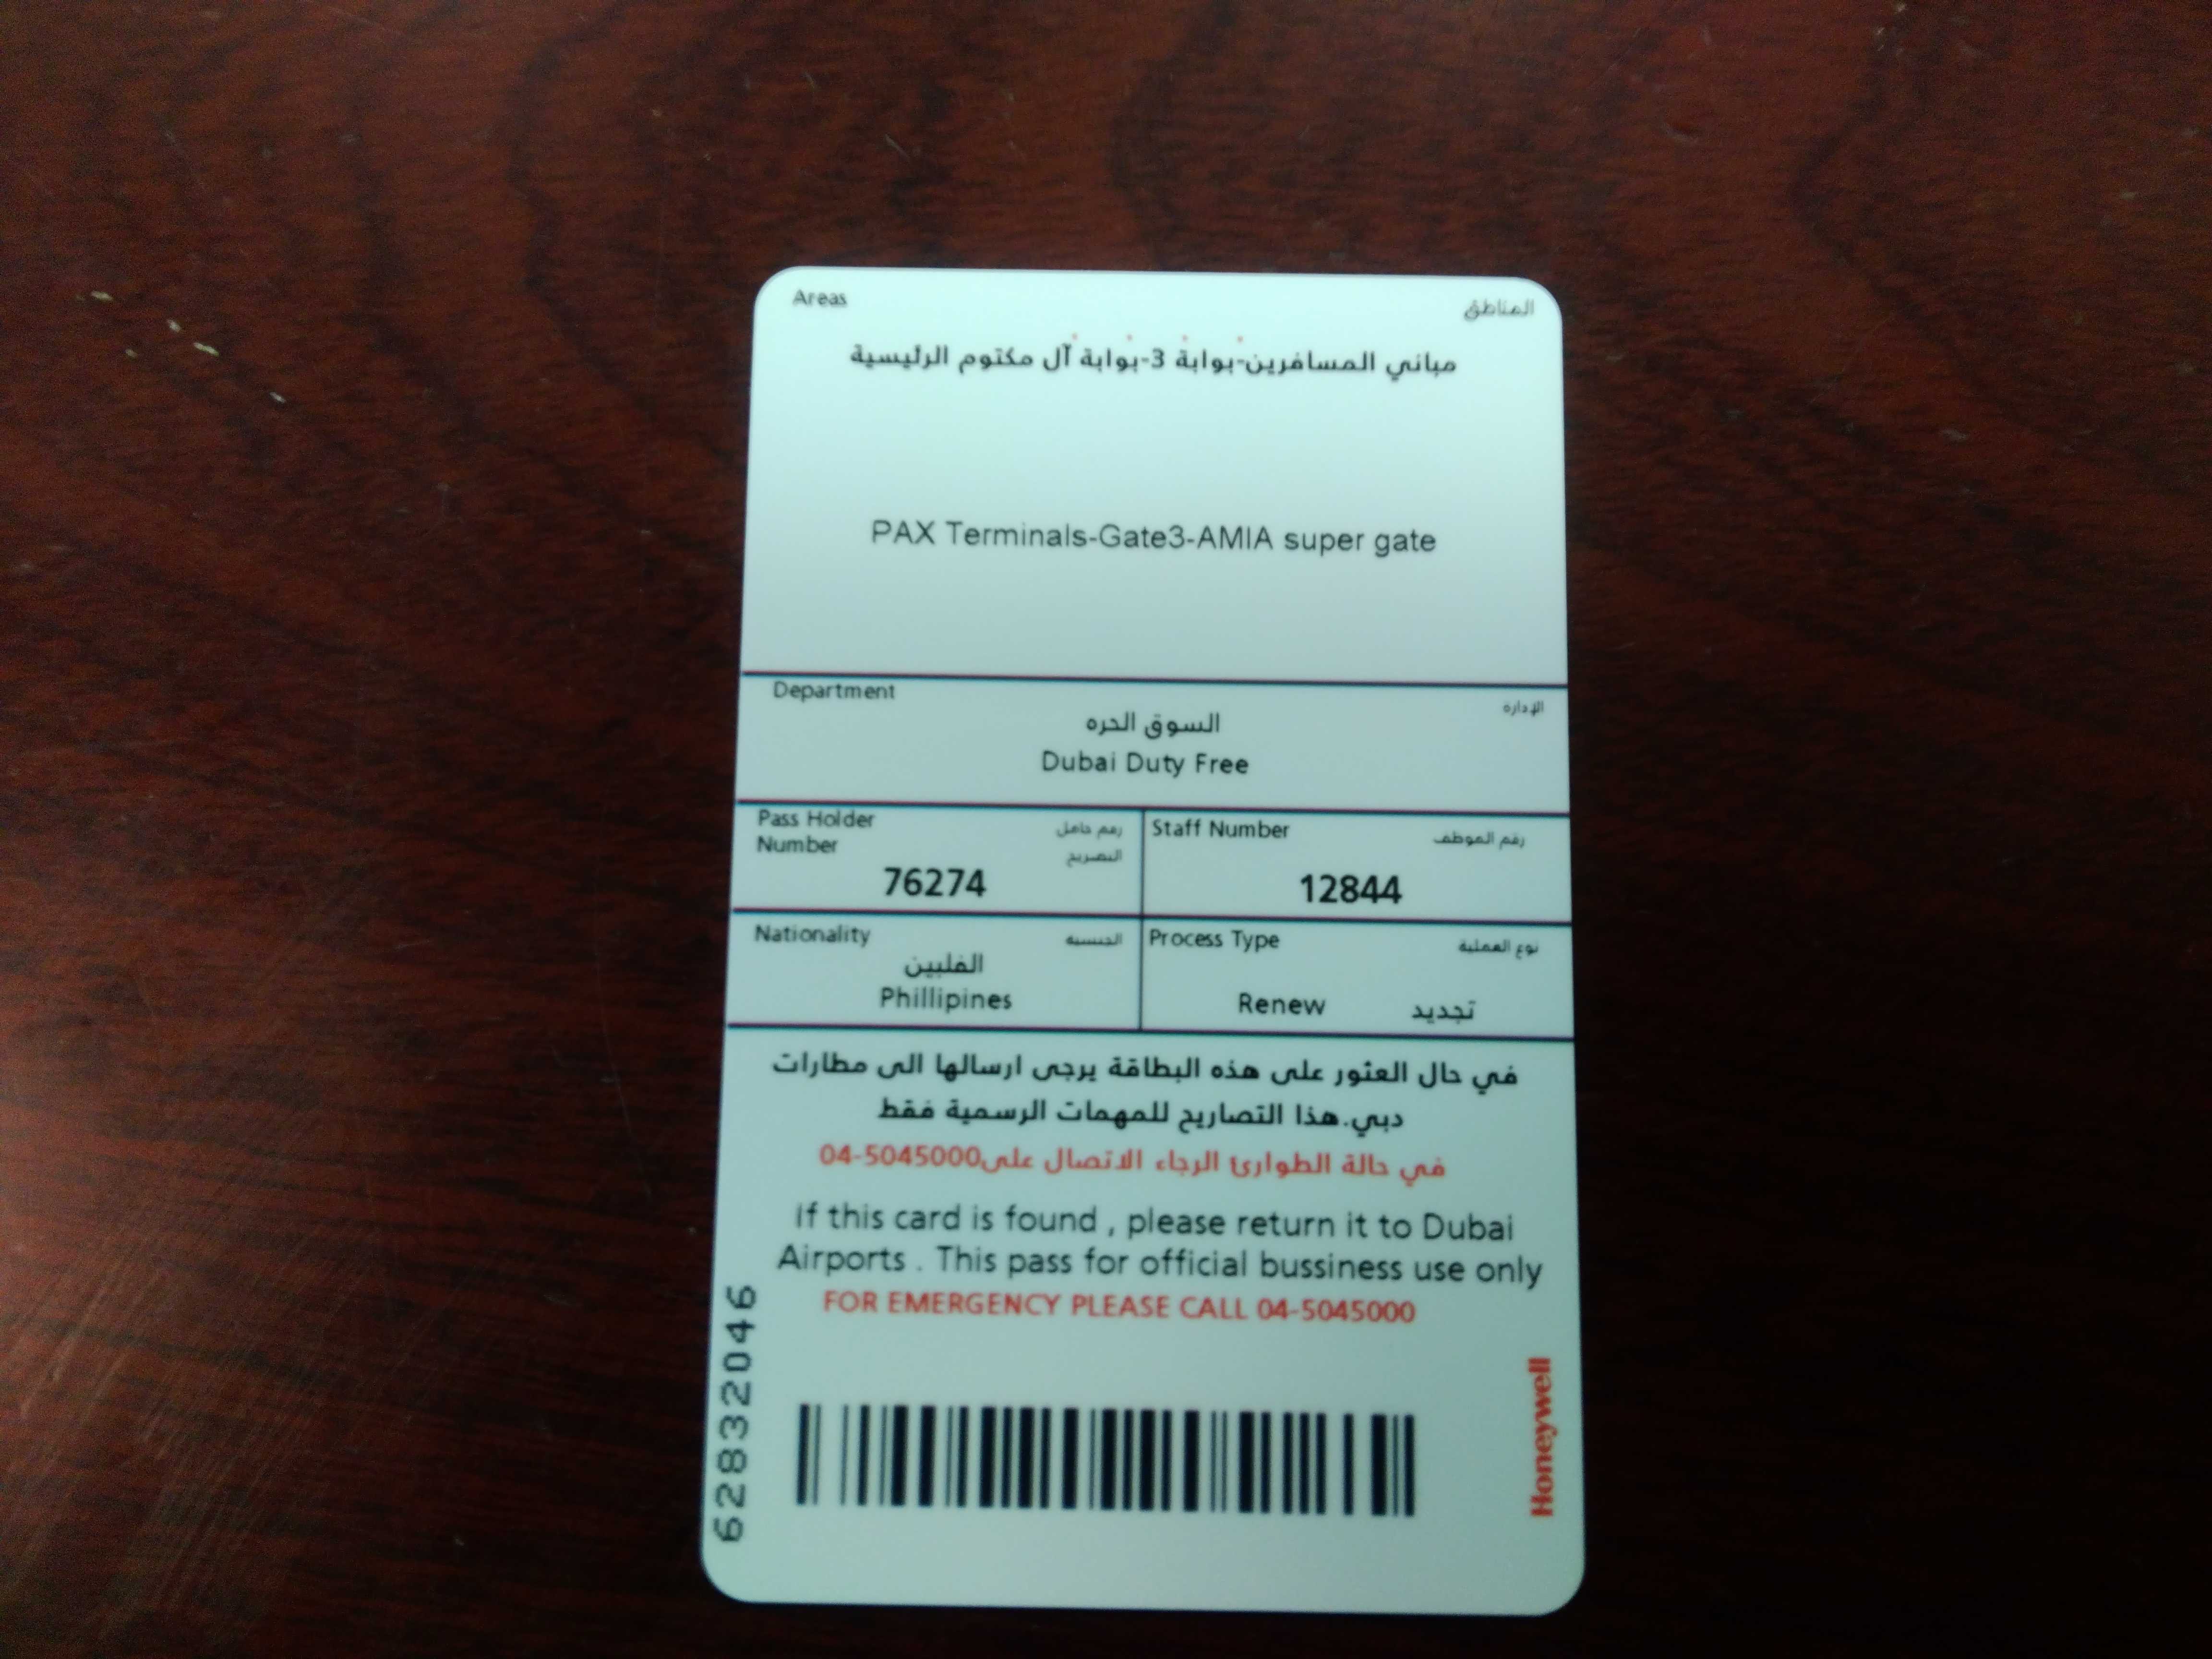 Areas المناطق
مباني المسافرين-بوابة 3-بوابة آل مكتوم الرئيسية
PAX Terminals-Gate3-AMIA super gate
Department الإدارة
السوق الحره
Dubai Duty Free
Pass Holder رقم حامل
Number التصريح
76274
Staff Number رقم الموظف
12844
Nationality الجنسية
الفلبين
Phillipines
Process Type نوع العملية
Renew تجديد
في حال العثور على هذه البطاقة يرجى ارسالها الى مطارات
دبي.هذا التصاريح للمهمات الرسمية فقط
في حالة الطوارئ الرجاء الاتصال على04-5045000
If this card is found , please return it to Dubai
Airports . This pass for official bussiness use only
FOR EMERGENCY PLEASE CALL 04-5045000
62832046
Honeywell